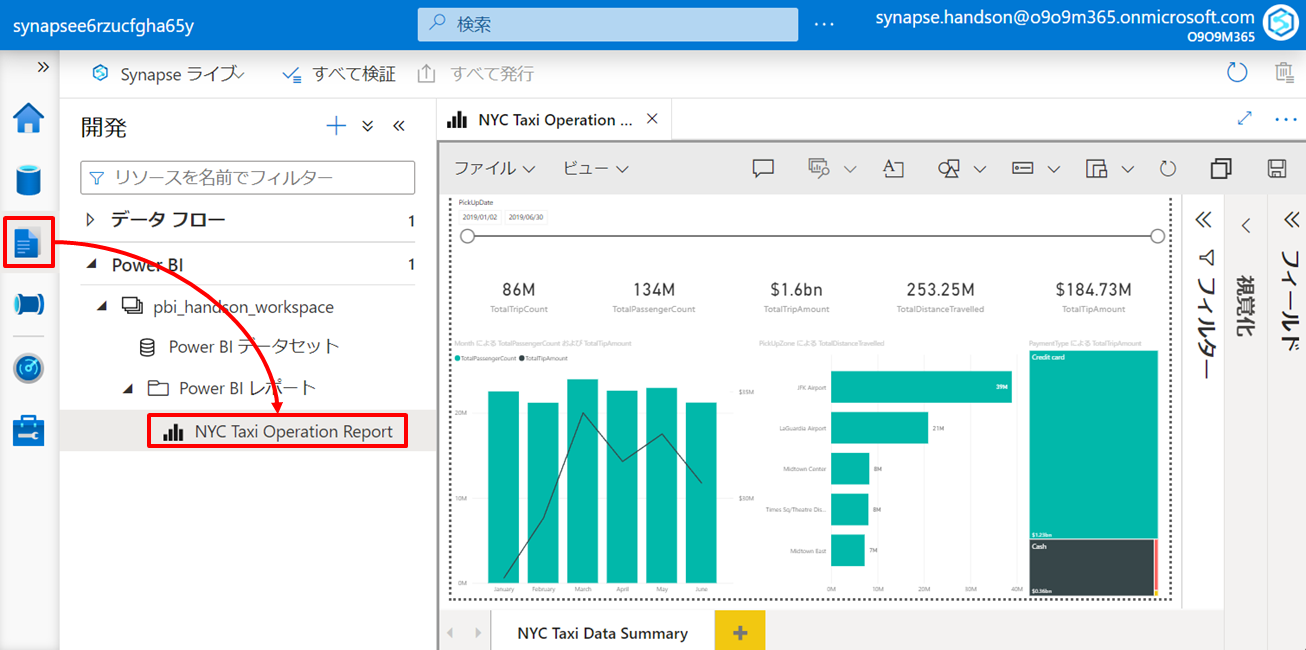 synapsee6rzucfgha65y
検索
synapse.handson@o9o9m365.onmicrosoft.com
O9O9M365
Synapse ライブ
すべて検証
すべて発行
開発
リソースを名前でフィルター
データ フロー 1
Power BI 1
pbi_handson_workspace
Power BI データセット
Power BI レポート
NYC Taxi Operation Report
NYC Taxi Operation ...
ファイル
ビュー
PickUpDate
2019/01/02 2019/06/30
86M
TotalTripCount
134M
TotalPassengerCount
$1.6bn
TotalTripAmount
253.25M
TotalDistanceTravelled
$184.73M
TotalTipAmount
Month による TotalPassengerCount および TotalTipAmount
TotalPassengerCount TotalTipAmount
20M
10M
0M
$35M
$30M
January February March April May June
PickUpZone による TotalDistanceTravelled
JFK Airport 39M
LaGuardia Airport 21M
Midtown Center 8M
Times Sq/Theatre Dis... 8M
Midtown East 7M
0M 10M 20M 30M 40M
PaymentType による TotalTripAmount
Credit card
$1.23bn
Cash
$0.36bn
フィルター
視覚化
フィールド
NYC Taxi Data Summary